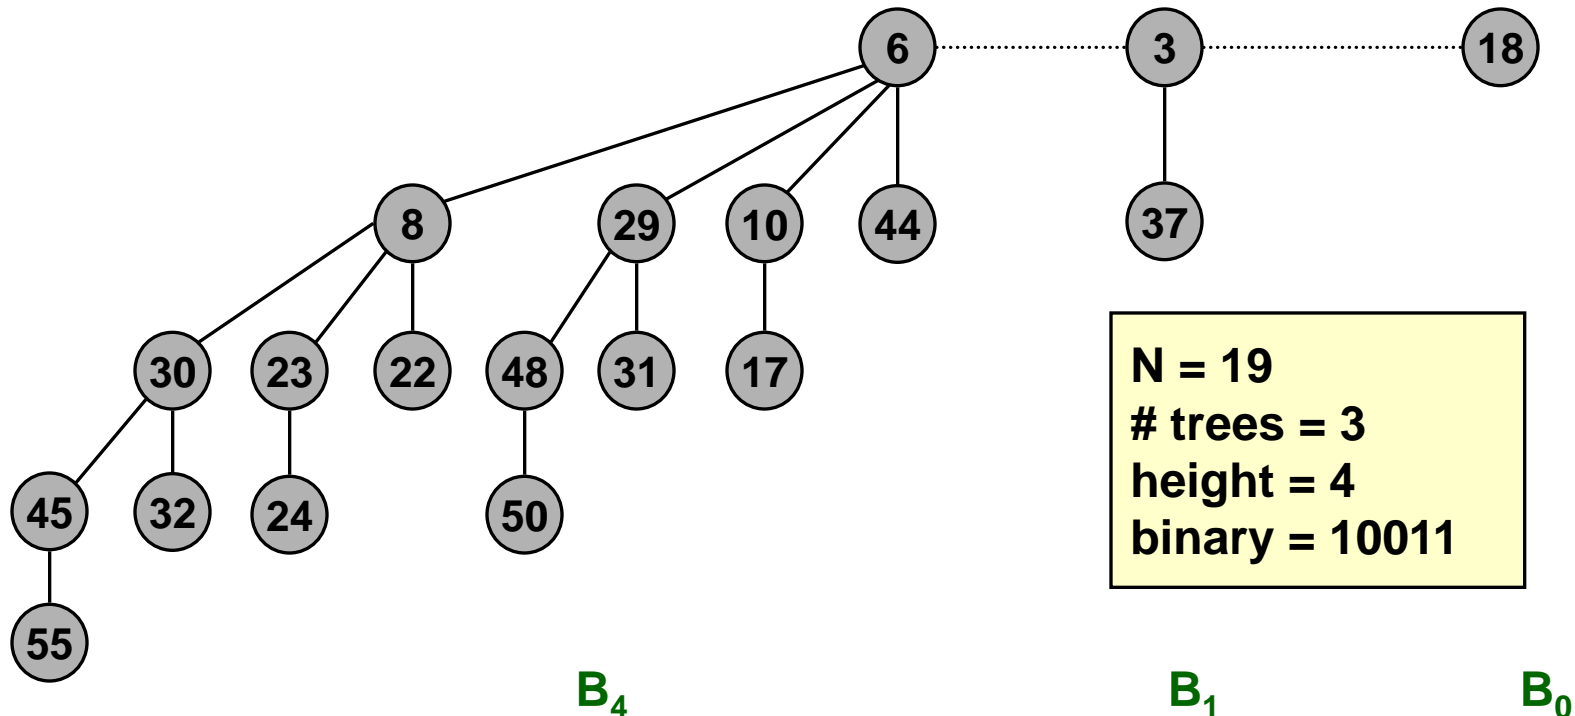 6 3 18
8 29 10 44 37
30 23 22 48 31 17
45 32 24 50
55
N = 19
# trees = 3
height = 4
binary = 10011
B₄ B₁ B₀